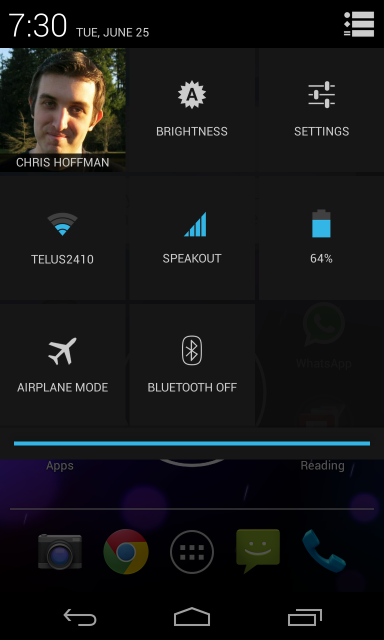 7:30 TUE, JUNE 25
CHRIS HOFFMAN
BRIGHTNESS
SETTINGS
TELUS2410
SPEAKOUT
64%
AIRPLANE MODE
BLUETOOTH OFF
WhatsApp
Apps
Reading